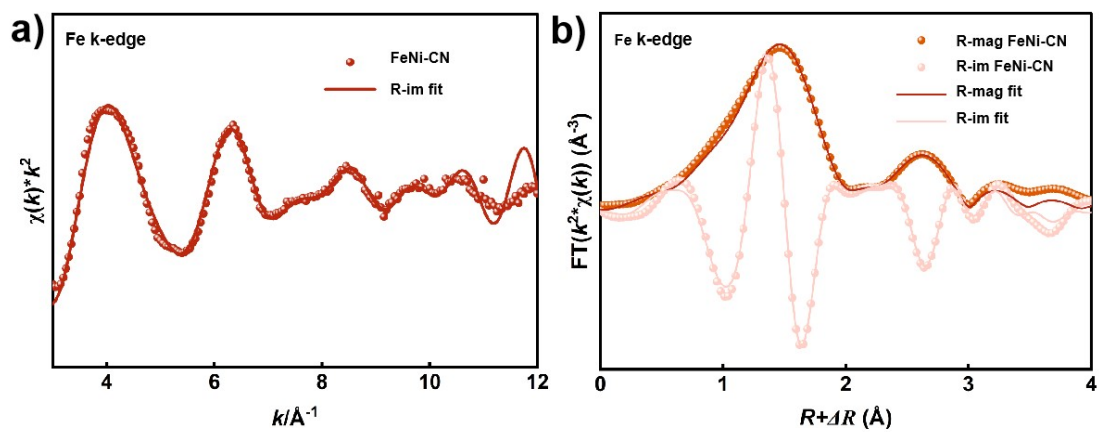 a)
Fe k-edge
FeNi-CN
R-im fit
χ(k)*k²
4 6 8 10 12
k/Å⁻¹
b)
Fe k-edge
R-mag FeNi-CN
R-im FeNi-CN
R-mag fit
R-im fit
FT(k²*χ(k)) (Å⁻³)
0 1 2 3 4
R+ΔR (Å)